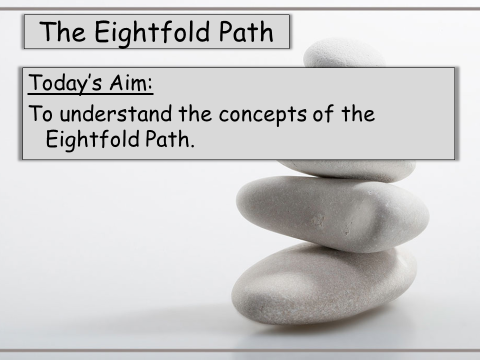 The Eightfold Path
Today's Aim:
To understand the concepts of the
Eightfold Path.